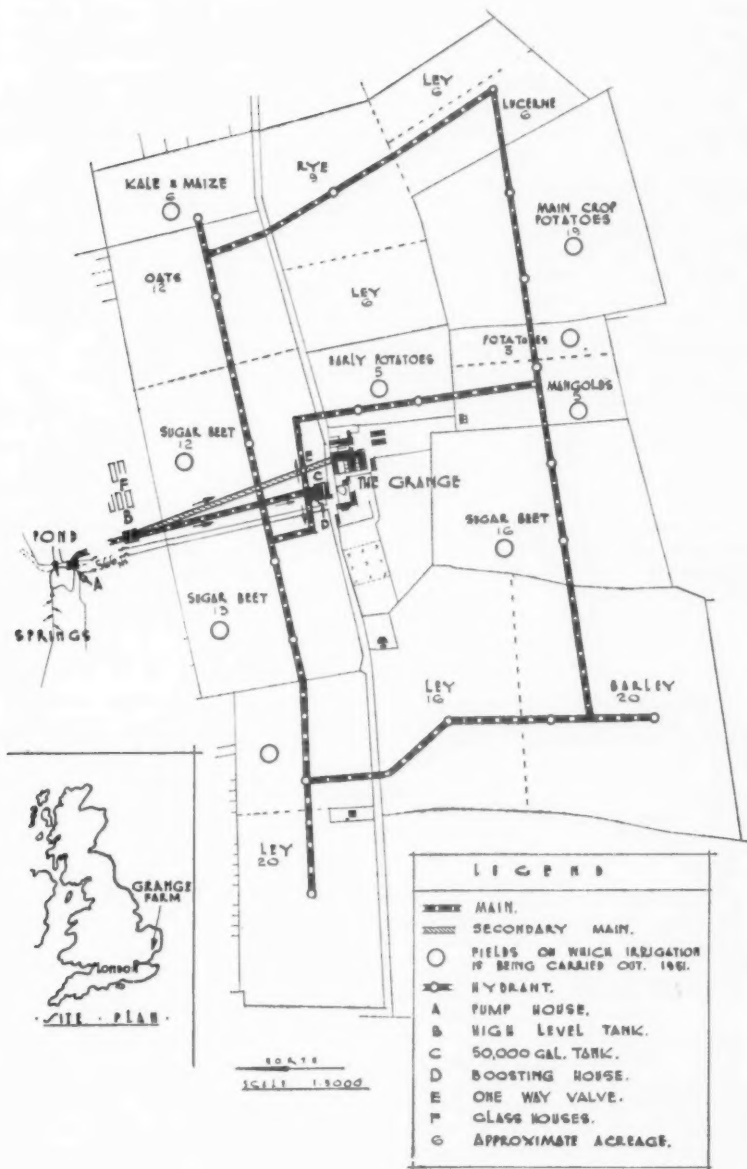 LEY
6
LUCERNE
6
RYE
9
KALE & MAIZE
6
MAIN CROP
POTATOES
19
OATS
12
LEY
6
POTATOES
3
EARLY POTATOES
5
MANGOLDS
5
B
SUGAR BEET
12
E
C
THE GRANGE
F
B
D
SUGAR BEET
16
POND
A
SUGAR BEET
13
SPRINGS
LEY
16
BARLEY
20
LEY
20
GRANGE
FARM
LONDON
· SITE · PLAN ·
NORTH
SCALE 1:5000
LEGEND
MAIN.
SECONDARY MAIN.
FIELDS ON WHICH IRRIGATION
IS BEING CARRIED OUT. 1951.
HYDRANT.
A PUMP HOUSE.
B HIGH LEVEL TANK.
C 50,000 GAL. TANK.
D BOOSTING HOUSE.
E ONE WAY VALVE.
F GLASS HOUSES.
6 APPROXIMATE ACREAGE.